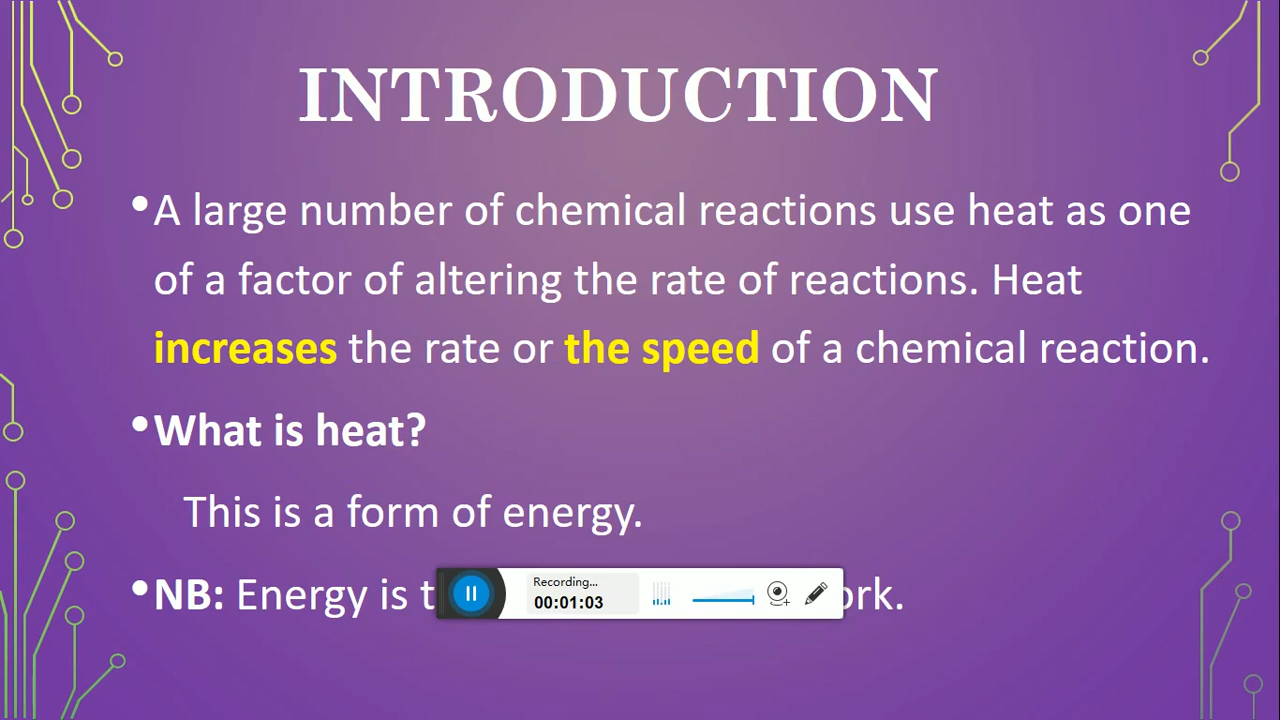 INTRODUCTION
•A large number of chemical reactions use heat as one
of a factor of altering the rate of reactions. Heat
increases the rate or the speed of a chemical reaction.
•What is heat?
This is a form of energy.
•NB: Energy is
Recording...
00:01:03